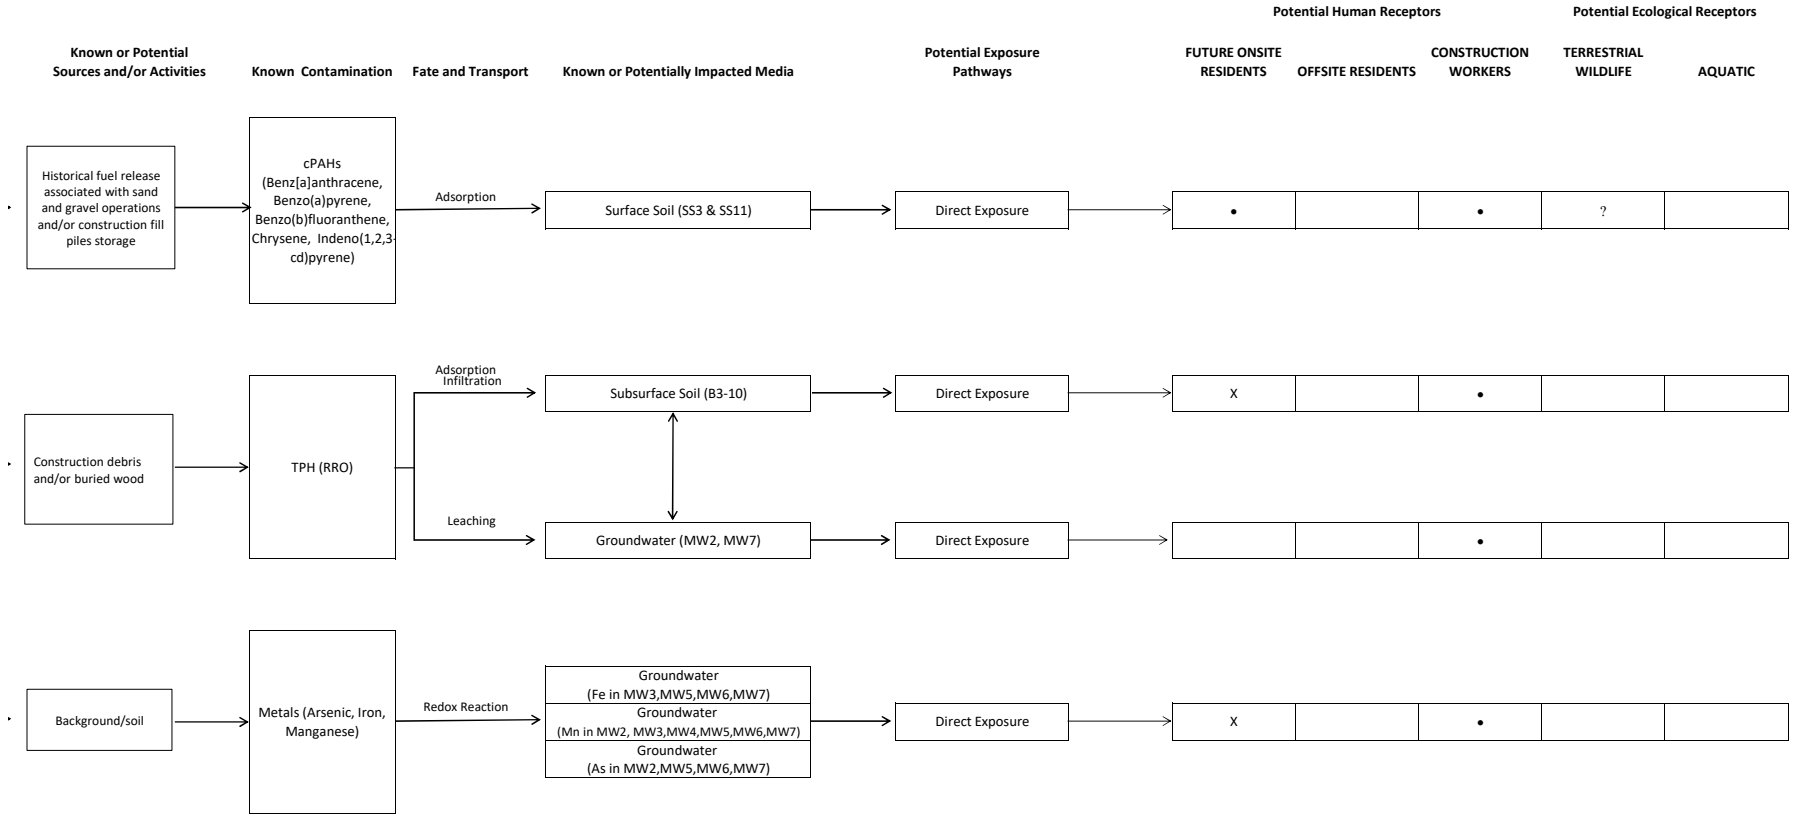 Potential Human Receptors
Potential Ecological Receptors
Known or Potential
Sources and/or Activities
Known Contamination
Fate and Transport
Known or Potentially Impacted Media
Potential Exposure
Pathways
FUTURE ONSITE
RESIDENTS
OFFSITE RESIDENTS
CONSTRUCTION
WORKERS
TERRESTRIAL
WILDLIFE
AQUATIC
Historical fuel release
associated with sand
and gravel operations
and/or construction fill
piles storage
cPAHs
(Benz[a]anthracene,
Benzo(a)pyrene,
Benzo(b)fluoranthene,
Chrysene, Indeno(1,2,3-
cd)pyrene)
Adsorption
Surface Soil (SS3 & SS11)
Direct Exposure
•
•
?
Construction debris
and/or buried wood
TPH (RRO)
Adsorption
Infiltration
Subsurface Soil (B3-10)
Direct Exposure
X
•
Leaching
Groundwater (MW2, MW7)
Direct Exposure
•
Background/soil
Metals (Arsenic, Iron,
Manganese)
Redox Reaction
Groundwater
(Fe in MW3,MW5,MW6,MW7)
Groundwater
(Mn in MW2, MW3,MW4,MW5,MW6,MW7)
Groundwater
(As in MW2,MW5,MW6,MW7)
Direct Exposure
X
•